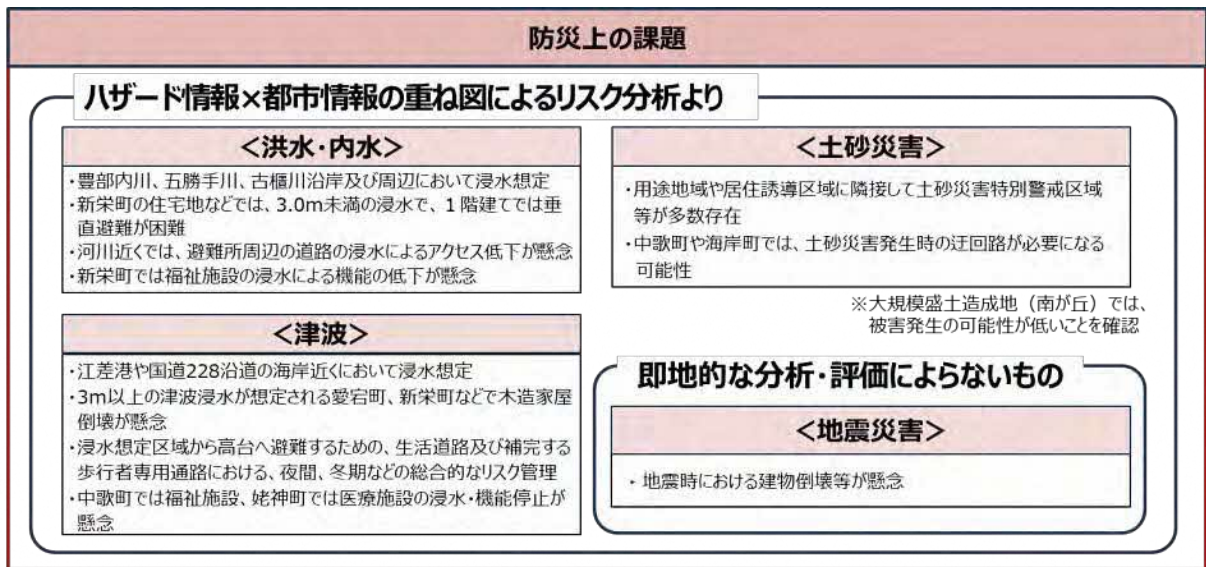 防災上の課題
ハザード情報×都市情報の重ね図によるリスク分析より
<洪水・内水>
・豊部内川、五勝手川、古櫃川沿岸及び周辺において浸水想定
・新栄町の住宅地などでは、3.0m未満の浸水で、1階建てでは垂
直避難が困難
・河川近くでは、避難所周辺の道路の浸水によるアクセス低下が懸念
・新栄町では福祉施設の浸水による機能の低下が懸念
<津波>
・江差港や国道228沿道の海岸近くにおいて浸水想定
・3m以上の津波浸水が想定される愛宕町、新栄町などで木造家屋
倒壊が懸念
・浸水想定区域から高台へ避難するための、生活道路及び補完する
歩行者専用通路における、夜間、冬期などの総合的なリスク管理
・中歌町では福祉施設、姥神町では医療施設の浸水・機能停止が
懸念
<土砂災害>
・用途地域や居住誘導区域に隣接して土砂災害特別警戒区域
等が多数存在
・中歌町や海岸町では、土砂災害発生時の迂回路が必要になる
可能性
※大規模盛土造成地（南が丘）では、
被害発生の可能性が低いことを確認
即地的な分析・評価によらないもの
<地震災害>
・地震時における建物倒壊等が懸念